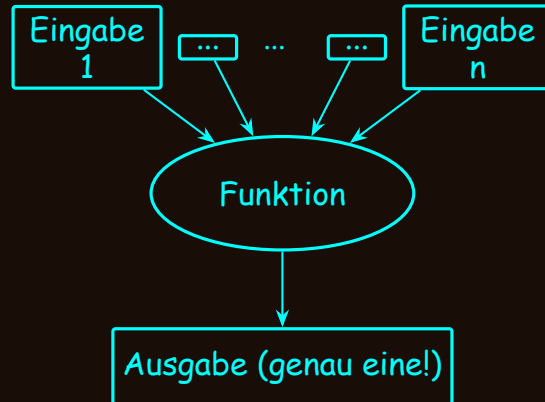 Eingabe
1
...
...
...
Eingabe
n
Funktion
Ausgabe (genau eine!)